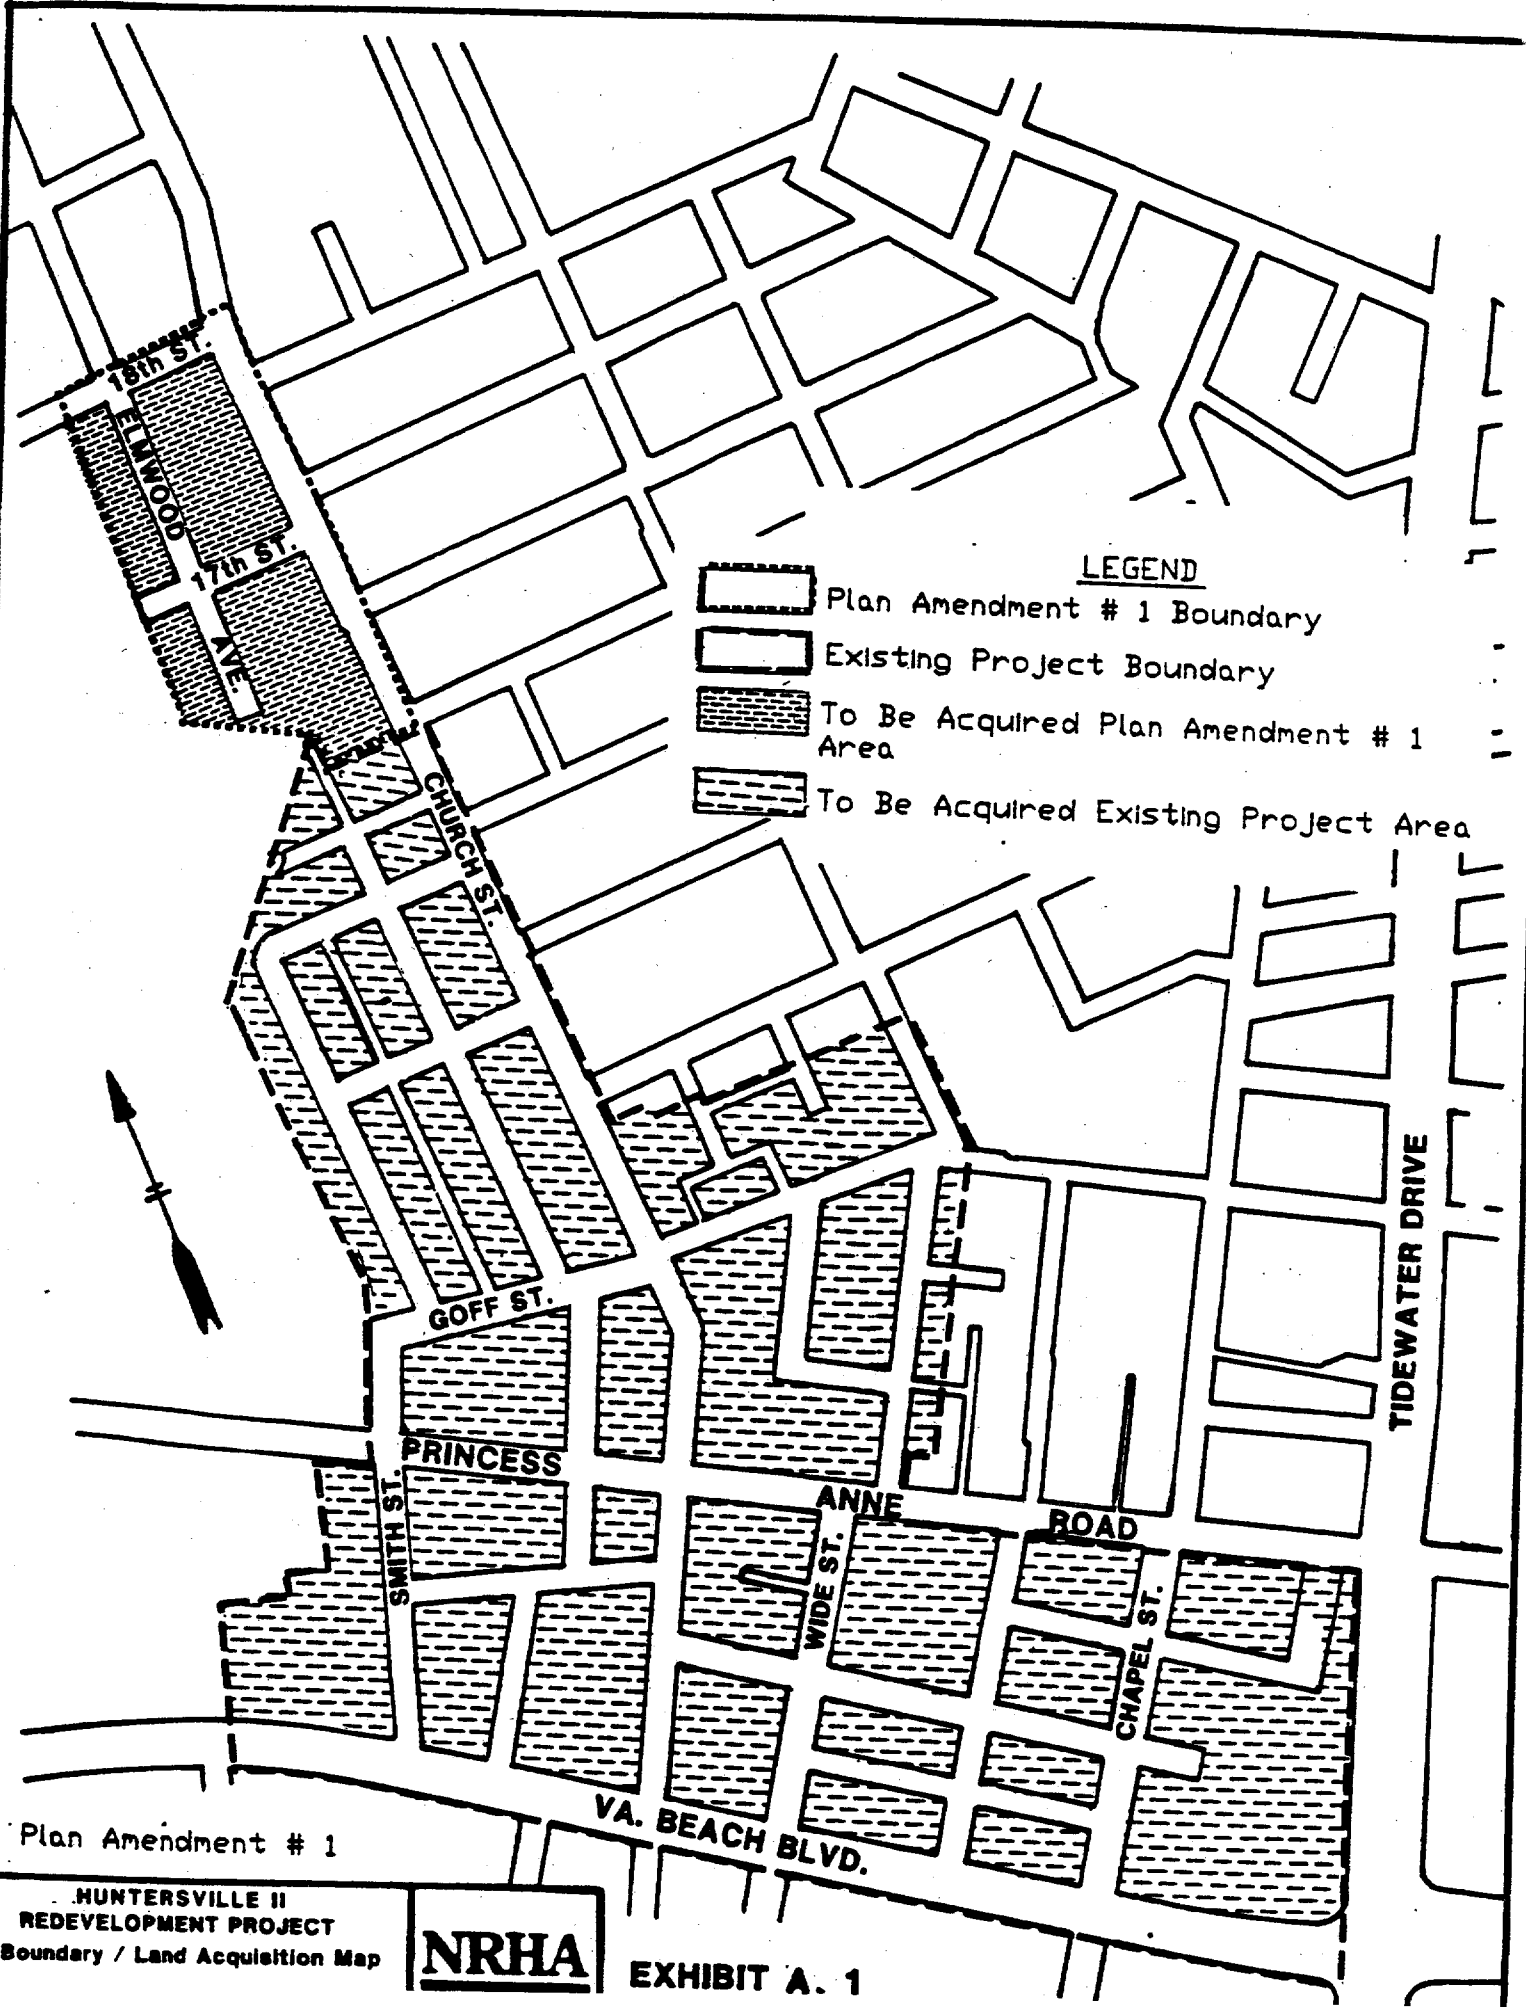 18th ST.
ELMWOOD
17th ST.
AVE.
LEGEND
Plan Amendment # 1 Boundary
Existing Project Boundary
To Be Acquired Plan Amendment # 1
Area
To Be Acquired Existing Project Area
CHURCH ST.
TIDEWATER DRIVE
GOFF ST.
PRINCESS
ANNE
ROAD
SMITH ST.
WIDE ST.
CHAPEL ST.
VA. BEACH BLVD.
Plan Amendment # 1
HUNTERSVILLE II
REDEVELOPMENT PROJECT
Boundary / Land Acquisition Map
NRHA
EXHIBIT A. 1